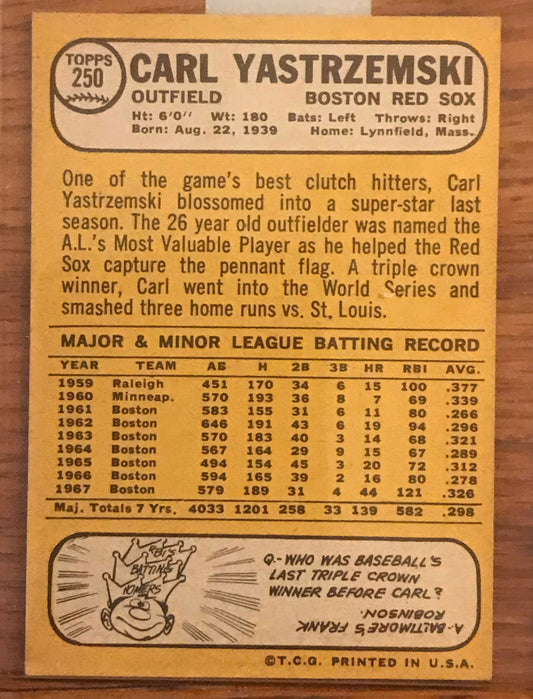 TOPPS
250
CARL YASTRZEMSKI
OUTFIELD BOSTON RED SOX
Ht: 6'0" Wt: 180 Bats: Left Throws: Right
Born: Aug. 22, 1939 Home: Lynnfield, Mass.
One of the game's best clutch hitters, Carl
Yastrzemski blossomed into a super-star last
season. The 26 year old outfielder was named the
A.L.'s Most Valuable Player as he helped the Red
Sox capture the pennant flag. A triple crown
winner, Carl went into the World Series and
smashed three home runs vs. St. Louis.
MAJOR & MINOR LEAGUE BATTING RECORD
YEAR TEAM AB H 2B 3B HR RBI AVG.
1959 Raleigh 451 170 34 6 15 100 .377
1960 Minneap. 570 193 36 8 7 69 .339
1961 Boston 583 155 31 6 11 80 .266
1962 Boston 646 191 43 6 19 94 .296
1963 Boston 570 183 40 3 14 68 .321
1964 Boston 567 164 29 9 15 67 .289
1965 Boston 494 154 45 3 20 72 .312
1966 Boston 594 165 39 2 16 80 .278
1967 Boston 579 189 31 4 44 121 .326
Maj. Totals 7 Yrs. 4033 1201 258 33 139 582 .298
RBI'S
BATTING
HOMERS
Q.-WHO WAS BASEBALL'S
LAST TRIPLE CROWN
WINNER BEFORE CARL?
A-BALTIMORE'S FRANK
ROBINSON.
©T.C.G. PRINTED IN U.S.A.